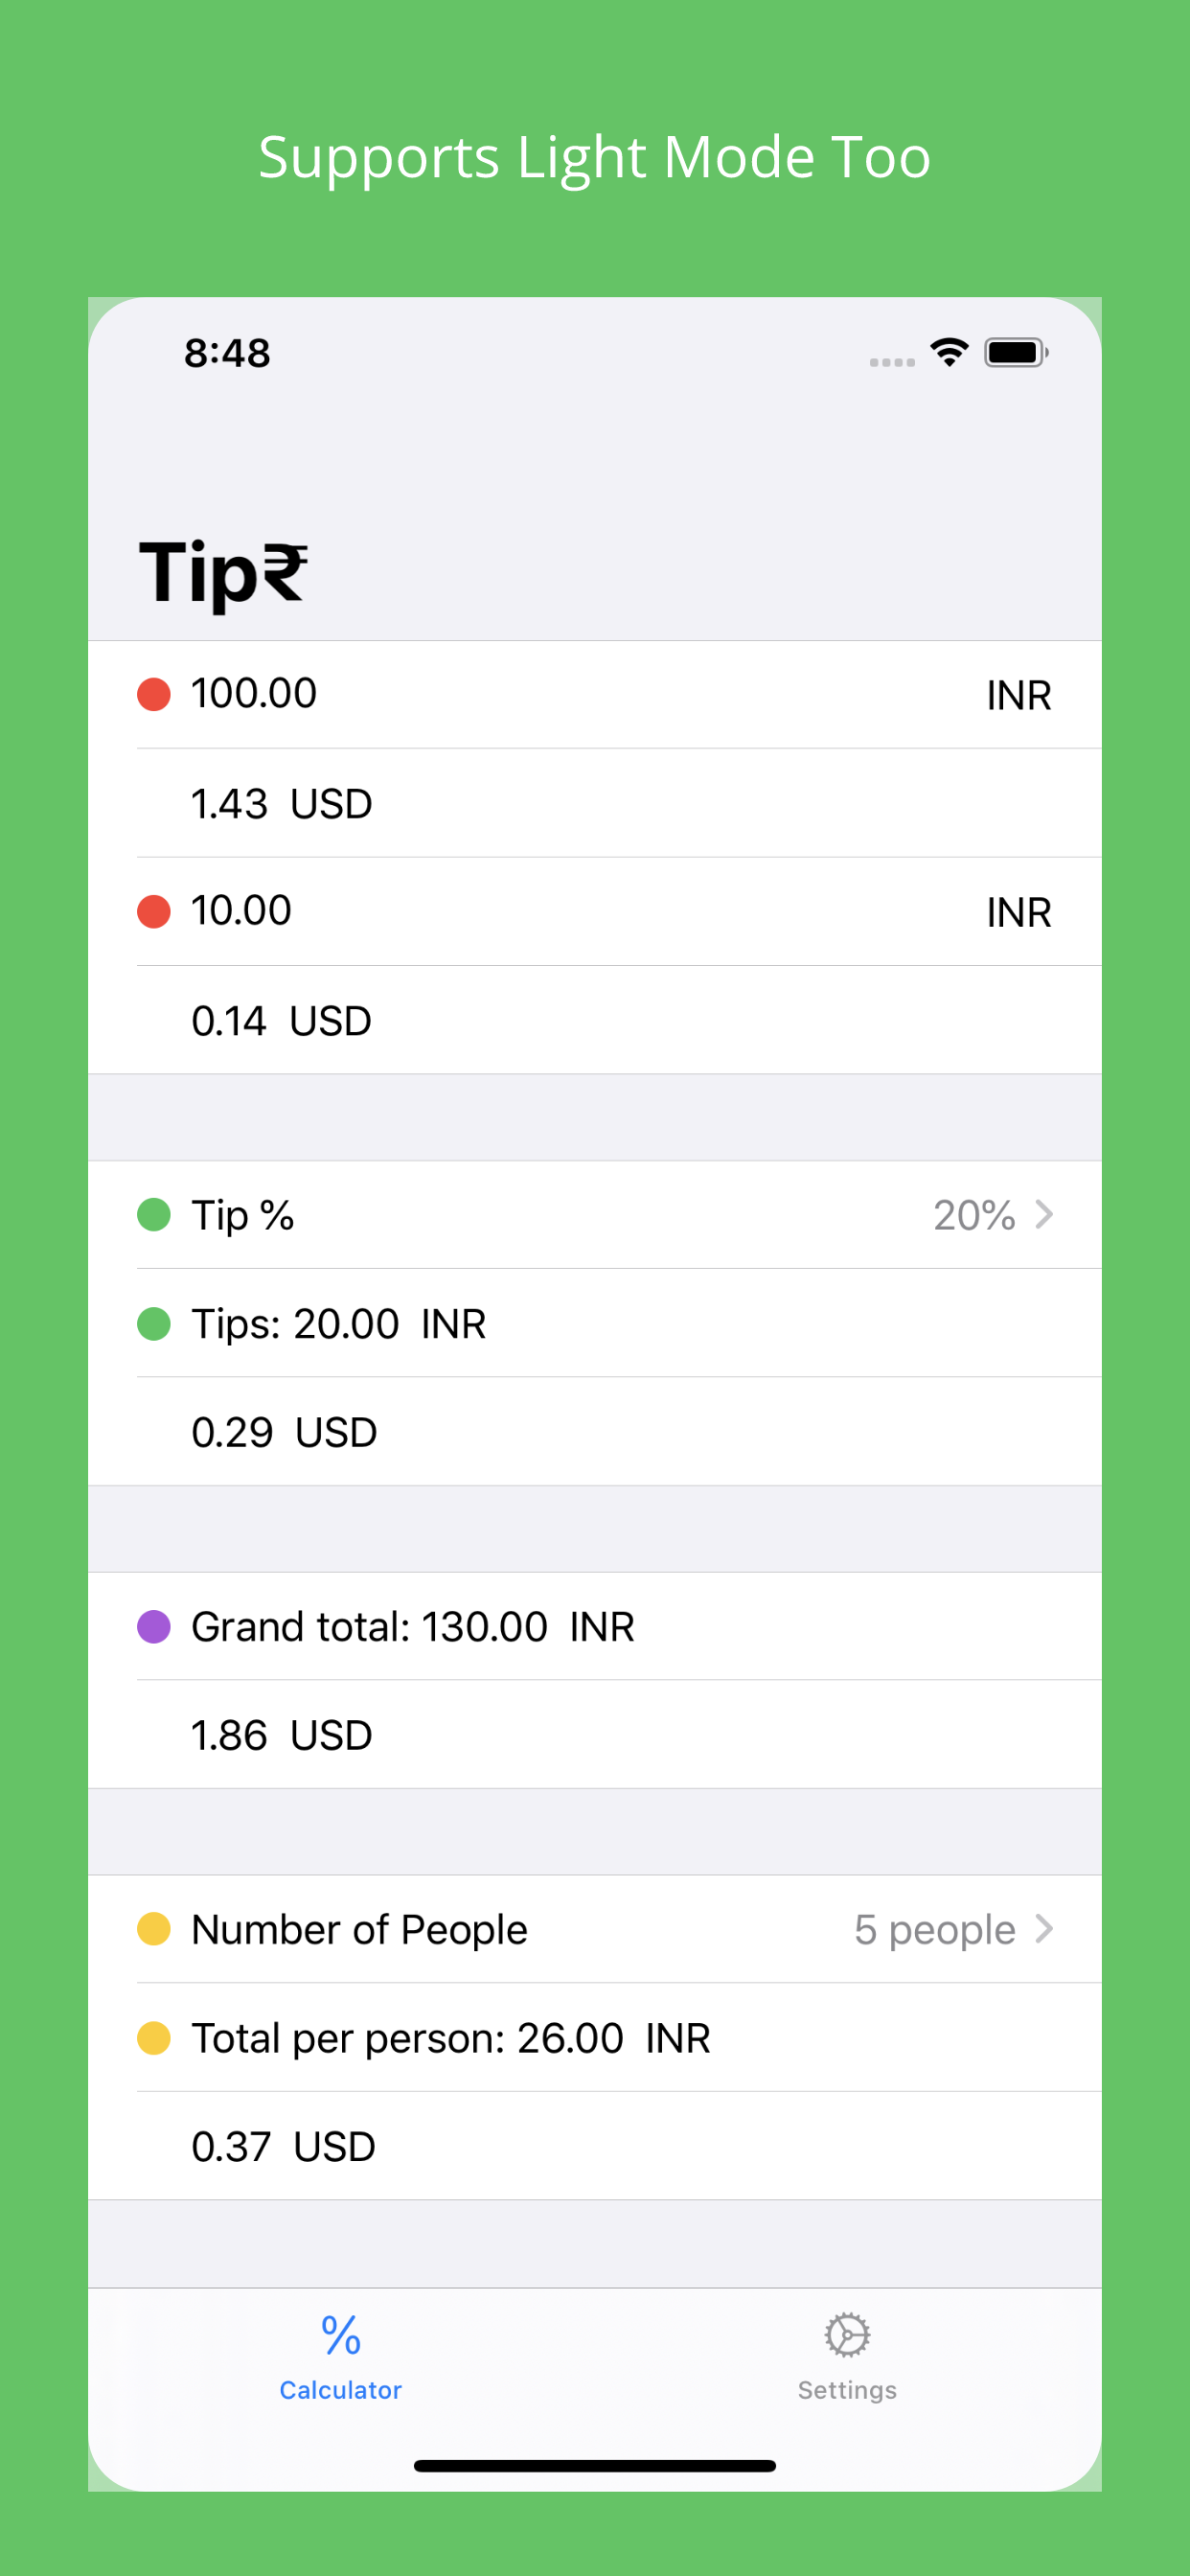 Supports Light Mode Too
8:48
Tip₹
100.00 INR
1.43 USD
10.00 INR
0.14 USD
Tip % 20%
Tips: 20.00 INR
0.29 USD
Grand total: 130.00 INR
1.86 USD
Number of People 5 people
Total per person: 26.00 INR
0.37 USD
%
Calculator Settings